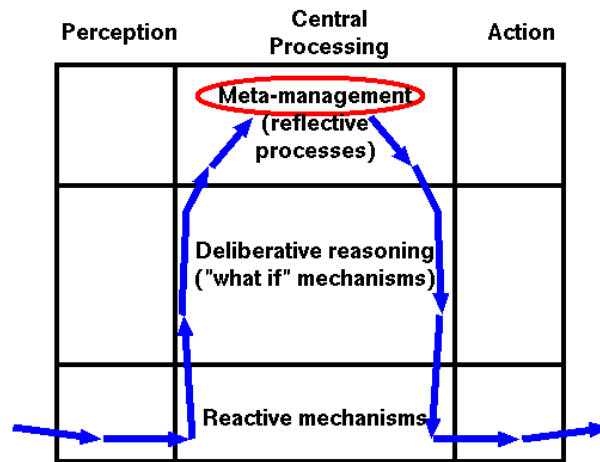 Perception
Central
Processing
Action
Meta-management
(reflective
processes)
Deliberative reasoning
("what if" mechanisms)
Reactive mechanisms